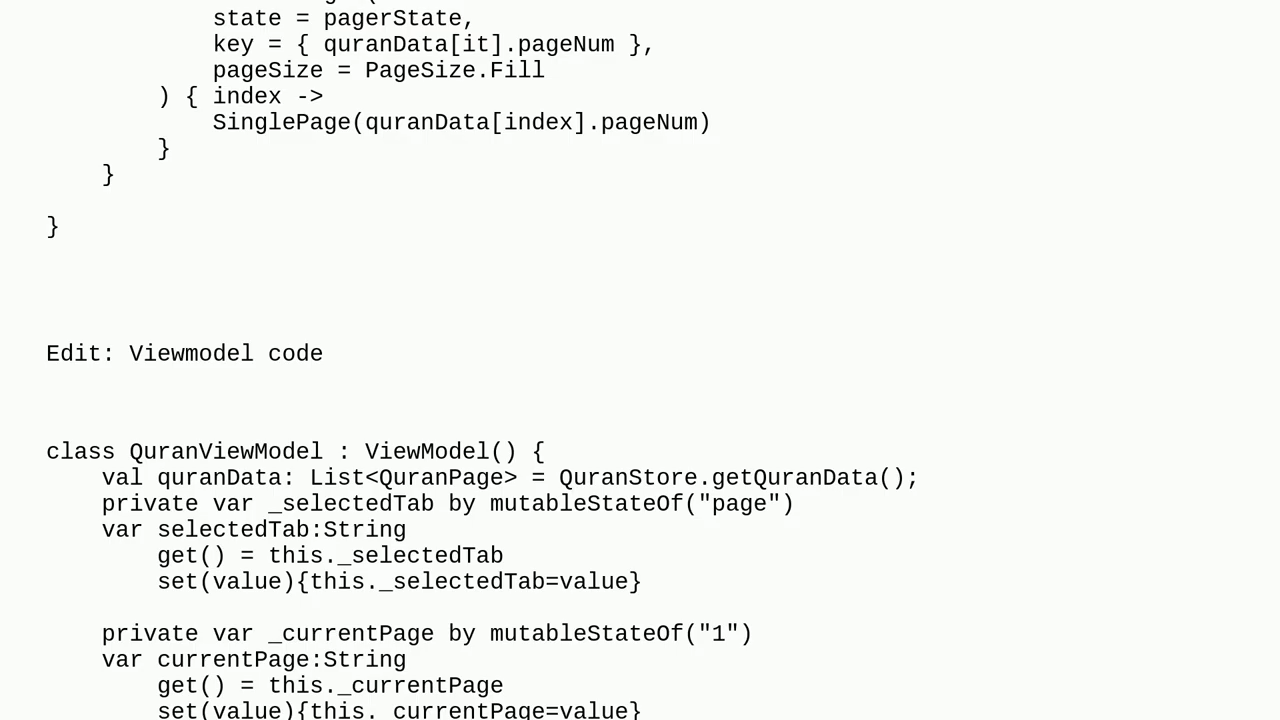 state = pagerState,
key = { quranData[it].pageNum },
pageSize = PageSize.Fill
) { index ->
SinglePage(quranData[index].pageNum)
}
}
}
Edit: Viewmodel code
class QuranViewModel : ViewModel() {
val quranData: List<QuranPage> = QuranStore.getQuranData();
private var _selectedTab by mutableStateOf("page")
var selectedTab:String
get() = this._selectedTab
set(value){this._selectedTab=value}
private var _currentPage by mutableStateOf("1")
var currentPage:String
get() = this._currentPage
set(value){this._currentPage=value}